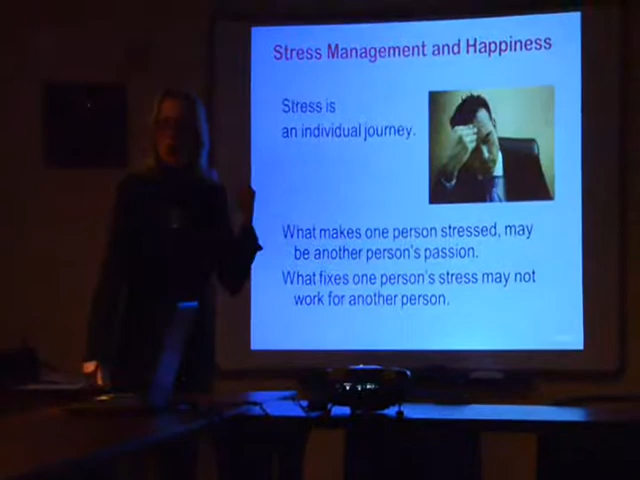 Stress Management and Happiness
Stress is
an individual journey.
What makes one person stressed, may
be another person's passion.
What fixes one person's stress may not
work for another person.